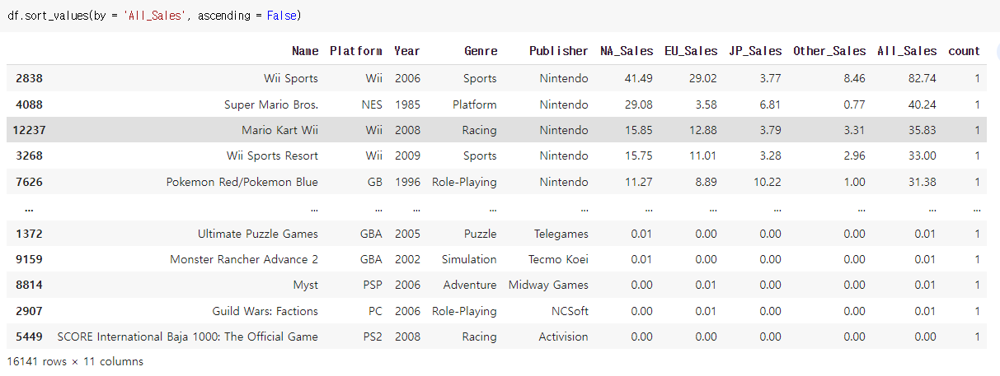 df.sort_values(by = 'All_Sales', ascending = False)
Name Platform Year Genre Publisher NA_Sales EU_Sales JP_Sales Other_Sales All_Sales count
2838 Wii Sports Wii 2006 Sports Nintendo 41.49 29.02 3.77 8.46 82.74 1
4088 Super Mario Bros. NES 1985 Platform Nintendo 29.08 3.58 6.81 0.77 40.24 1
12237 Mario Kart Wii Wii 2008 Racing Nintendo 15.85 12.88 3.79 3.31 35.83 1
3268 Wii Sports Resort Wii 2009 Sports Nintendo 15.75 11.01 3.28 2.96 33.00 1
7626 Pokemon Red/Pokemon Blue GB 1996 Role-Playing Nintendo 11.27 8.89 10.22 1.00 31.38 1
... ... ... ... ... ... ... ... ... ... ... ...
1372 Ultimate Puzzle Games GBA 2005 Puzzle Telegames 0.01 0.00 0.00 0.00 0.01 1
9159 Monster Rancher Advance 2 GBA 2002 Simulation Tecmo Koei 0.01 0.00 0.00 0.00 0.01 1
8814 Myst PSP 2006 Adventure Midway Games 0.00 0.01 0.00 0.00 0.01 1
2907 Guild Wars: Factions PC 2006 Role-Playing NCSoft 0.00 0.01 0.00 0.00 0.01 1
5449 SCORE International Baja 1000: The Official Game PS2 2008 Racing Activision 0.00 0.00 0.00 0.00 0.00 1
16141 rows × 11 columns